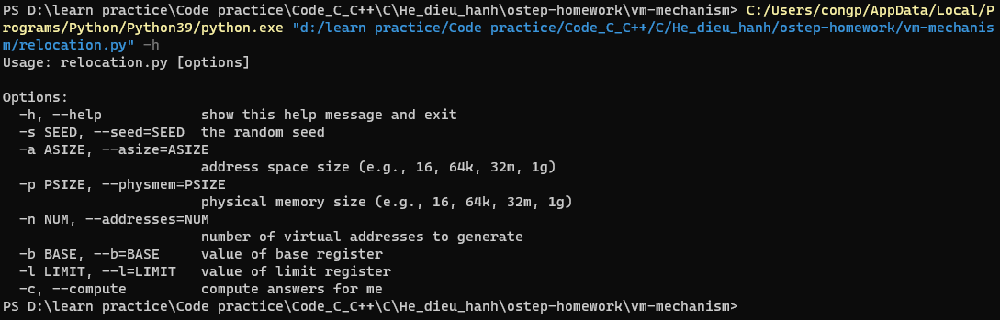 PS D:\learn practice\Code practice\Code_C_C++\C\He_dieu_hanh\ostep-homework\vm-mechanism> C:/Users/congp/AppData/Local/P
rograms/Python/Python39/python.exe "d:/learn practice/Code practice/Code_C_C++/C/He_dieu_hanh/ostep-homework/vm-mechanis
m/relocation.py" -h
Usage: relocation.py [options]
Options:
-h, --help show this help message and exit
-s SEED, --seed=SEED the random seed
-a ASIZE, --asize=ASIZE
address space size (e.g., 16, 64k, 32m, 1g)
-p PSIZE, --physmem=PSIZE
physical memory size (e.g., 16, 64k, 32m, 1g)
-n NUM, --addresses=NUM
number of virtual addresses to generate
-b BASE, --b=BASE value of base register
-l LIMIT, --l=LIMIT value of limit register
-c, --compute compute answers for me
PS D:\learn practice\Code practice\Code_C_C++\C\He_dieu_hanh\ostep-homework\vm-mechanism>